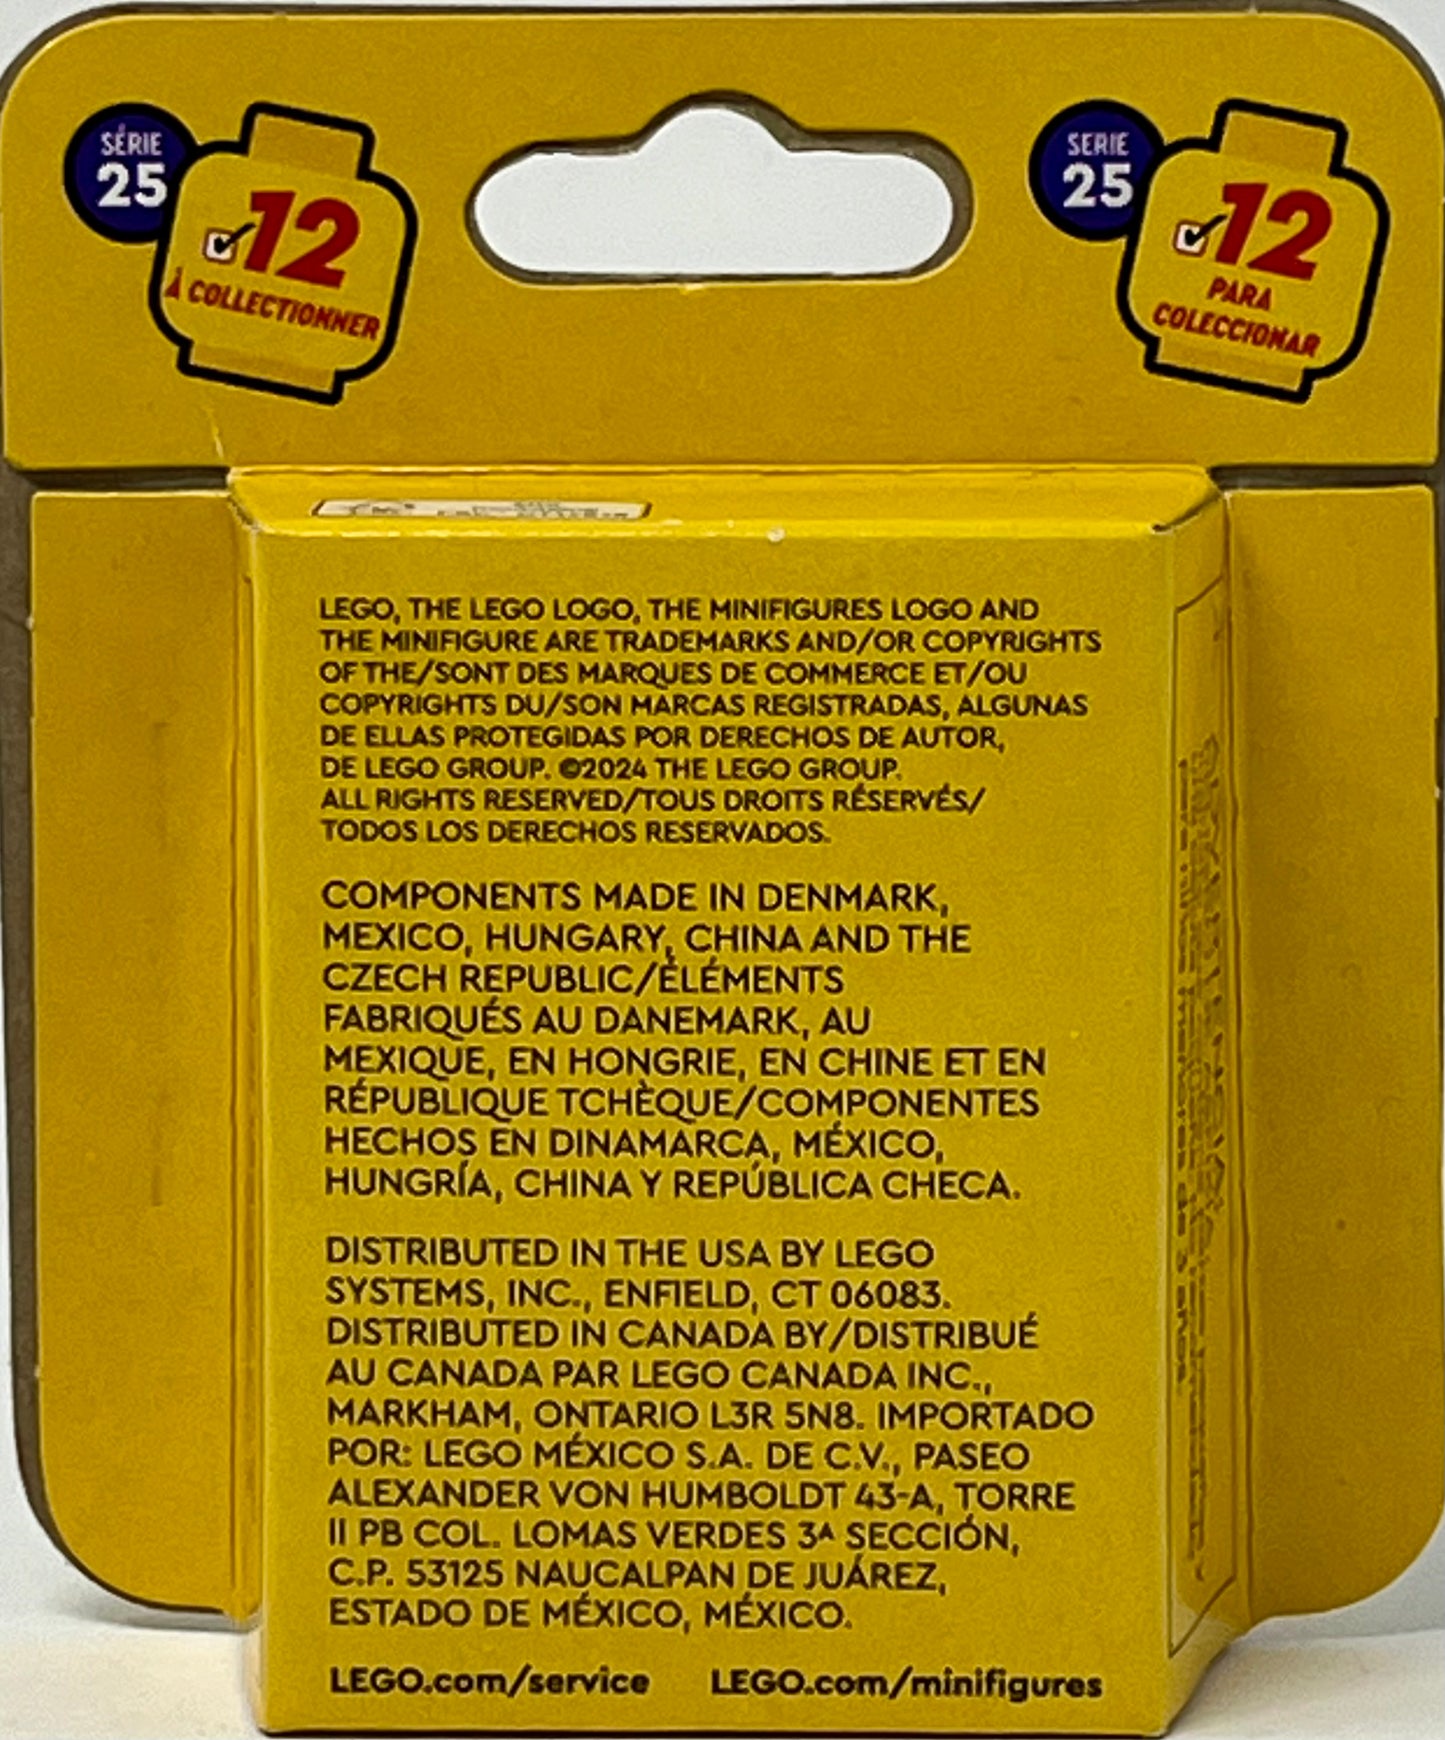 SÉRIE
25
12
À COLLECTIONNER
SERIE
25
12
PARA
COLECCIONAR
LEGO, THE LEGO LOGO, THE MINIFIGURES LOGO AND
THE MINIFIGURE ARE TRADEMARKS AND/OR COPYRIGHTS
OF THE/SONT DES MARQUES DE COMMERCE ET/OU
COPYRIGHTS DU/SON MARCAS REGISTRADAS, ALGUNAS
DE ELLAS PROTEGIDAS POR DERECHOS DE AUTOR,
DE LEGO GROUP. ©2024 THE LEGO GROUP.
ALL RIGHTS RESERVED/TOUS DROITS RÉSERVÉS/
TODOS LOS DERECHOS RESERVADOS.
COMPONENTS MADE IN DENMARK,
MEXICO, HUNGARY, CHINA AND THE
CZECH REPUBLIC/ÉLÉMENTS
FABRIQUÉS AU DANEMARK, AU
MEXIQUE, EN HONGRIE, EN CHINE ET EN
RÉPUBLIQUE TCHÈQUE/COMPONENTES
HECHOS EN DINAMARCA, MÉXICO,
HUNGRÍA, CHINA Y REPÚBLICA CHECA.
DISTRIBUTED IN THE USA BY LEGO
SYSTEMS, INC., ENFIELD, CT 06083.
DISTRIBUTED IN CANADA BY/DISTRIBUÉ
AU CANADA PAR LEGO CANADA INC.,
MARKHAM, ONTARIO L3R 5N8. IMPORTADO
POR: LEGO MÉXICO S.A. DE C.V., PASEO
ALEXANDER VON HUMBOLDT 43-A, TORRE
II PB COL. LOMAS VERDES 3ᴬ SECCIÓN,
C.P. 53125 NAUCALPAN DE JUÁREZ,
ESTADO DE MÉXICO, MÉXICO.
LEGO.com/service LEGO.com/minifigures